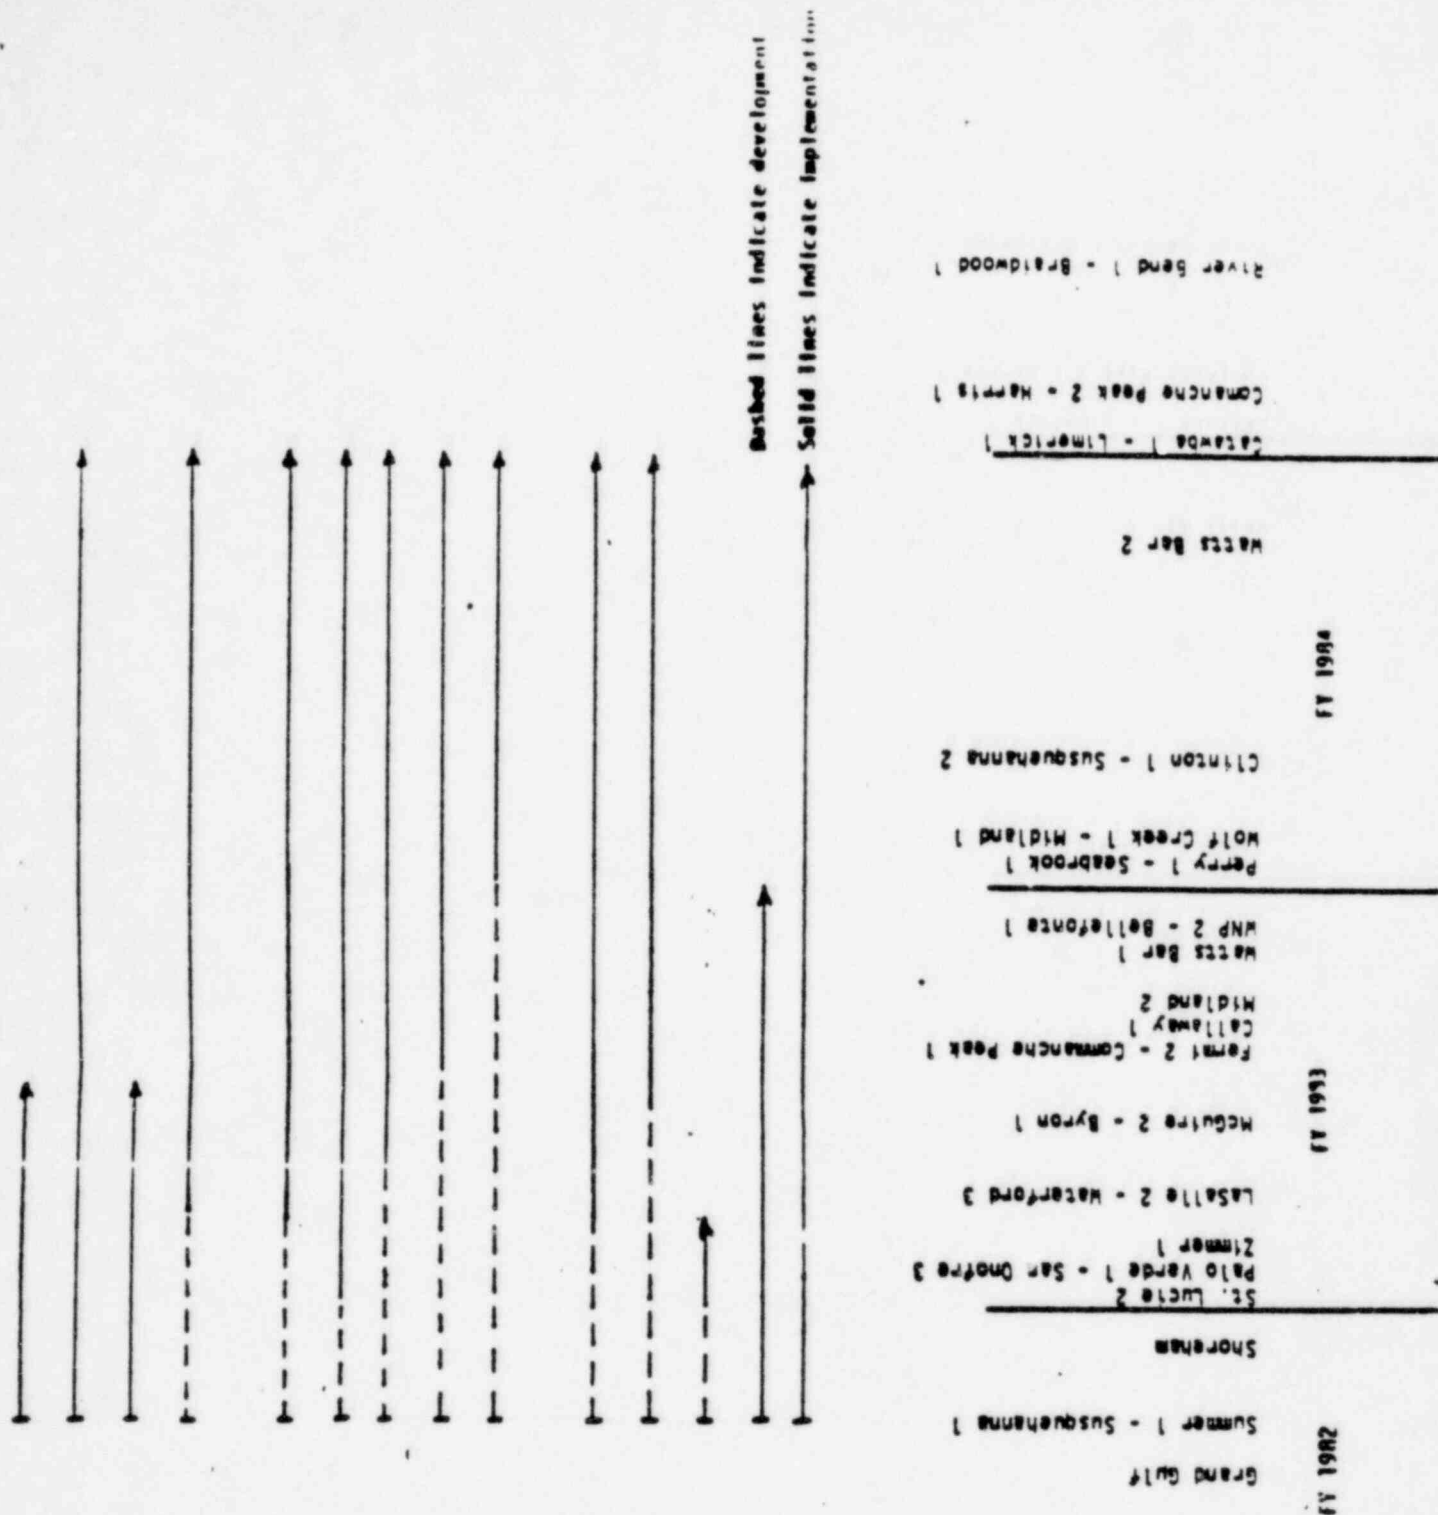 Dashed lines indicate development
Solid lines indicate implementation
River Bend 1 - Braidwood 1
Comanche Peak 2 - Harris 1
Catawba 1 - Limerick 1
Watts Bar 2
FY 1984
Clinton 1 - Susquehanna 2
Wolf Creek 1 - Midland 1
Perry 1 - Seabrook 1
WNP 2 - Bellefonte 1
Watts Bar 1
Midland 2
Callaway 1
Fermi 2 - Commanche Peak 1
FY 1993
McGuire 2 - Byron 1
LaSalle 2 - Waterford 3
Zimmer 1
Palo Verde 1 - San Onofre 3
St. Lucie 2
Shoreham
Summer 1 - Susquehanna 1
Grand Gulf
FY 1982